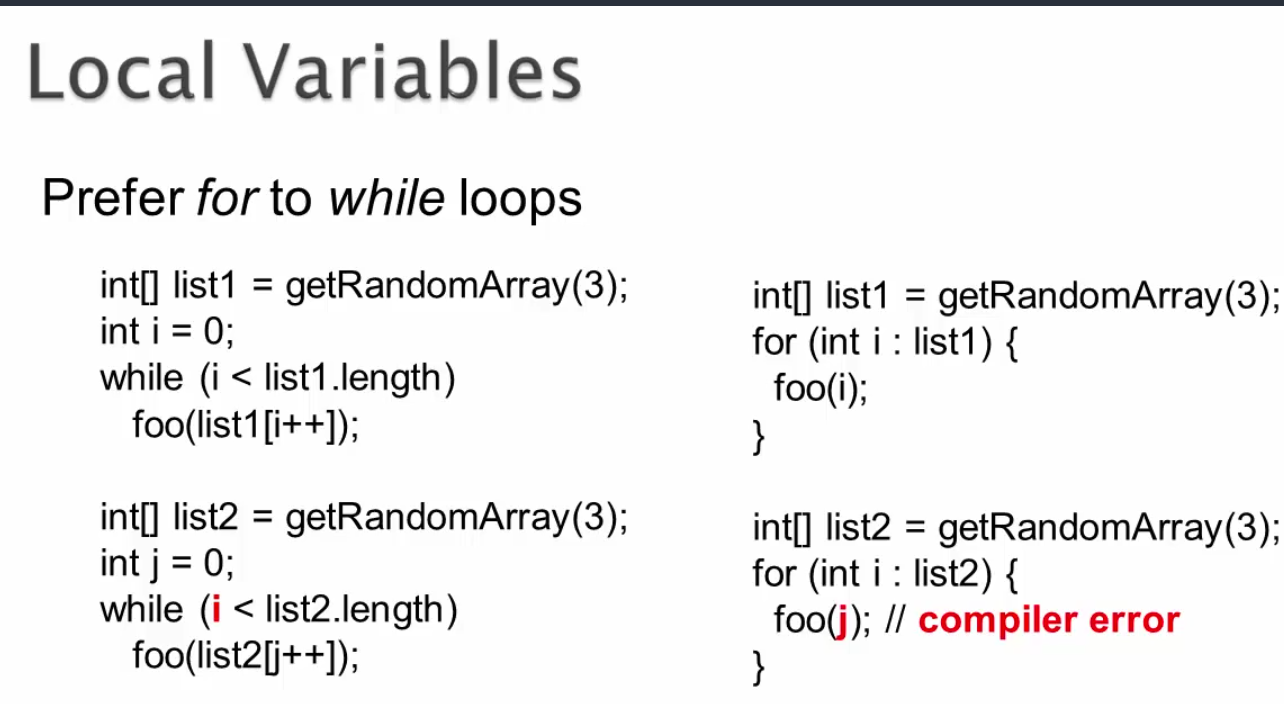 Local Variables
Prefer for to while loops
int[] list1 = getRandomArray(3);
int i = 0;
while (i < list1.length)
foo(list1[i++]);
int[] list2 = getRandomArray(3);
int j = 0;
while (i < list2.length)
foo(list2[j++]);
int[] list1 = getRandomArray(3);
for (int i : list1) {
foo(i);
}
int[] list2 = getRandomArray(3);
for (int i : list2) {
foo(j); // compiler error
}